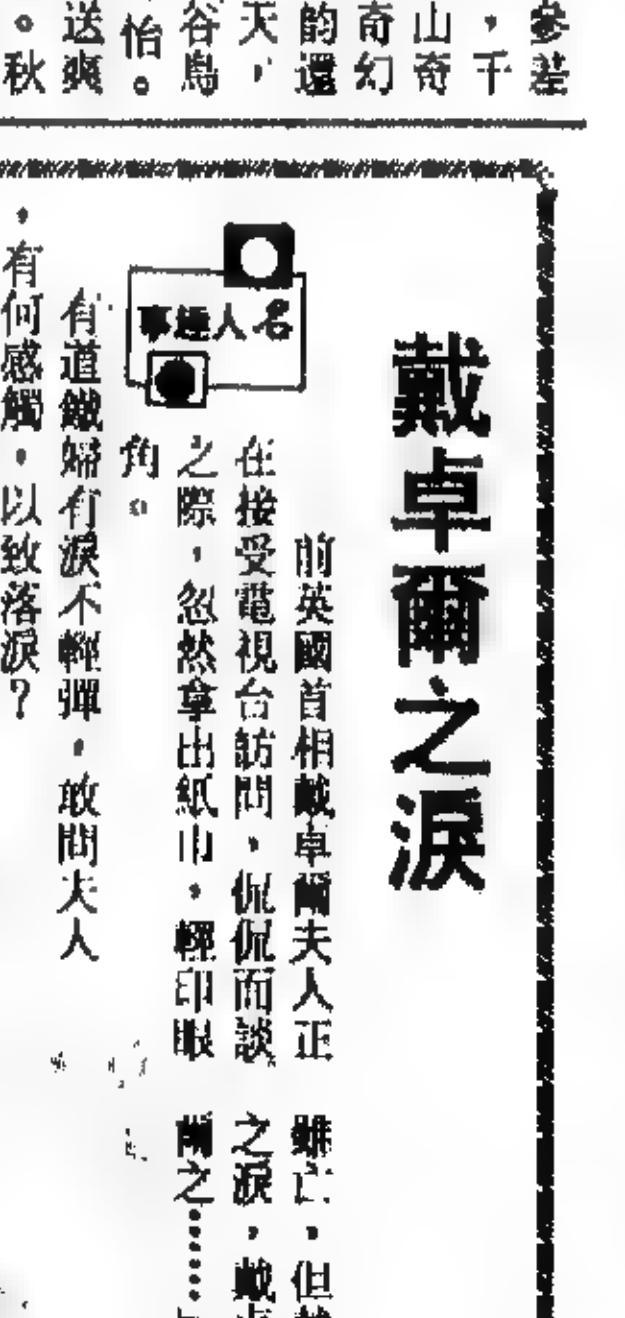 參差
，千
山奇
奇幻
韵還
天，
谷鳥
怡。
送爽
。秋
戴卓爾之淚
名人趣事
前英國首相戴卓爾夫人正
在接受電視台訪問，侃侃而談
之際，忽然拿出紙巾，輕印眼
角。
有道鐵婦有淚不輕彈，敢問夫人
，有何感觸，以致落淚？
雖亡，但
之淚，戴卓
爾之……